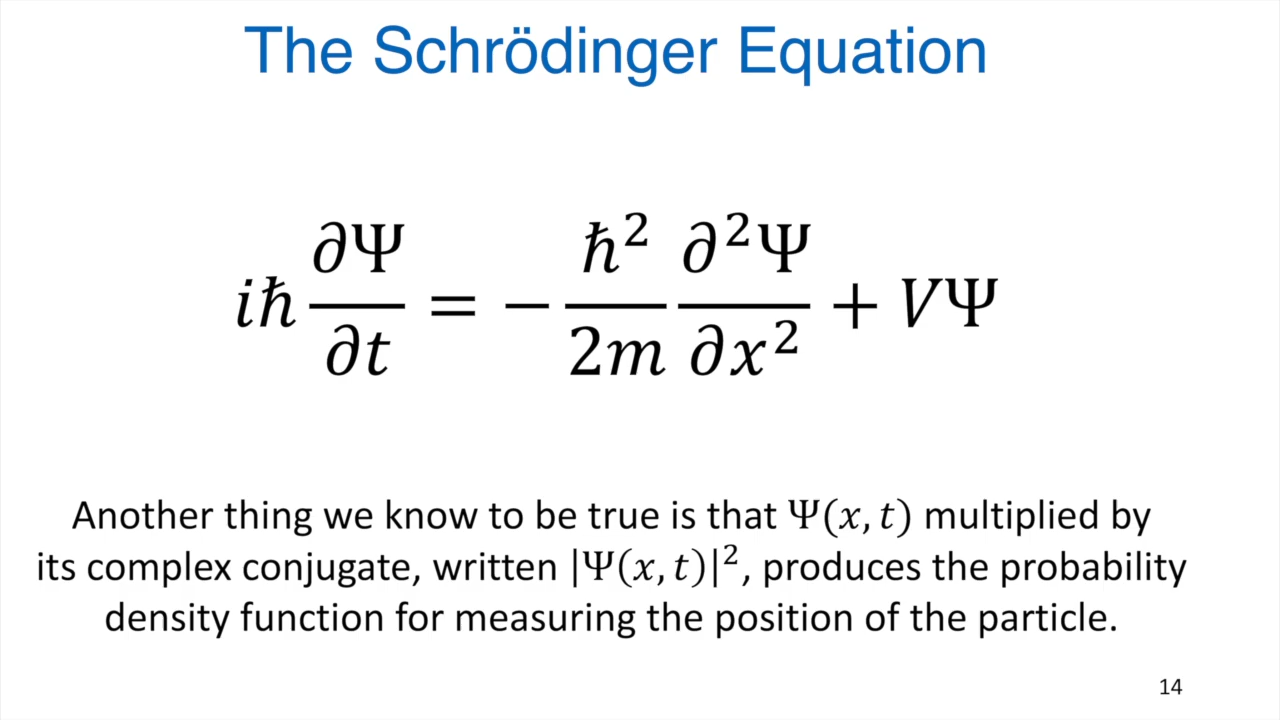 The Schrödinger Equation
iℏ ∂Ψ/∂t = − ℏ²/2m ∂²Ψ/∂x² + VΨ
Another thing we know to be true is that Ψ(x, t) multiplied by
its complex conjugate, written |Ψ(x, t)|², produces the probability
density function for measuring the position of the particle.
14